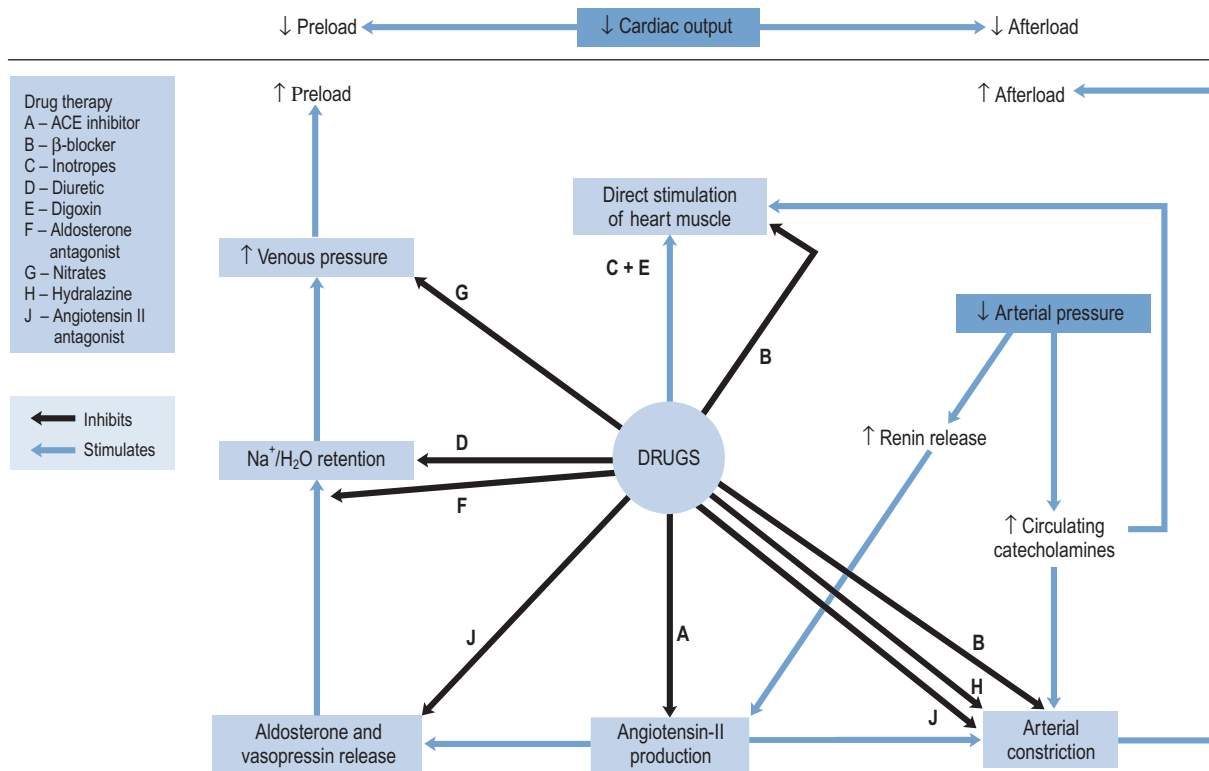 ↓ Preload
↓ Cardiac output
↓ Afterload
Drug therapy
A – ACE inhibitor
B – β-blocker
C – Inotropes
D – Diuretic
E – Digoxin
F – Aldosterone
antagonist
G – Nitrates
H – Hydralazine
J – Angiotensin II
antagonist
Inhibits
Stimulates
↑ Preload
↑ Afterload
Direct stimulation
of heart muscle
↑ Venous pressure
C + E
G
↓ Arterial pressure
B
↑ Renin release
Na⁺/H₂O retention
D
DRUGS
F
↑ Circulating
catecholamines
J
A
B
H
J
Aldosterone and
vasopressin release
Angiotensin-II
production
Arterial
constriction